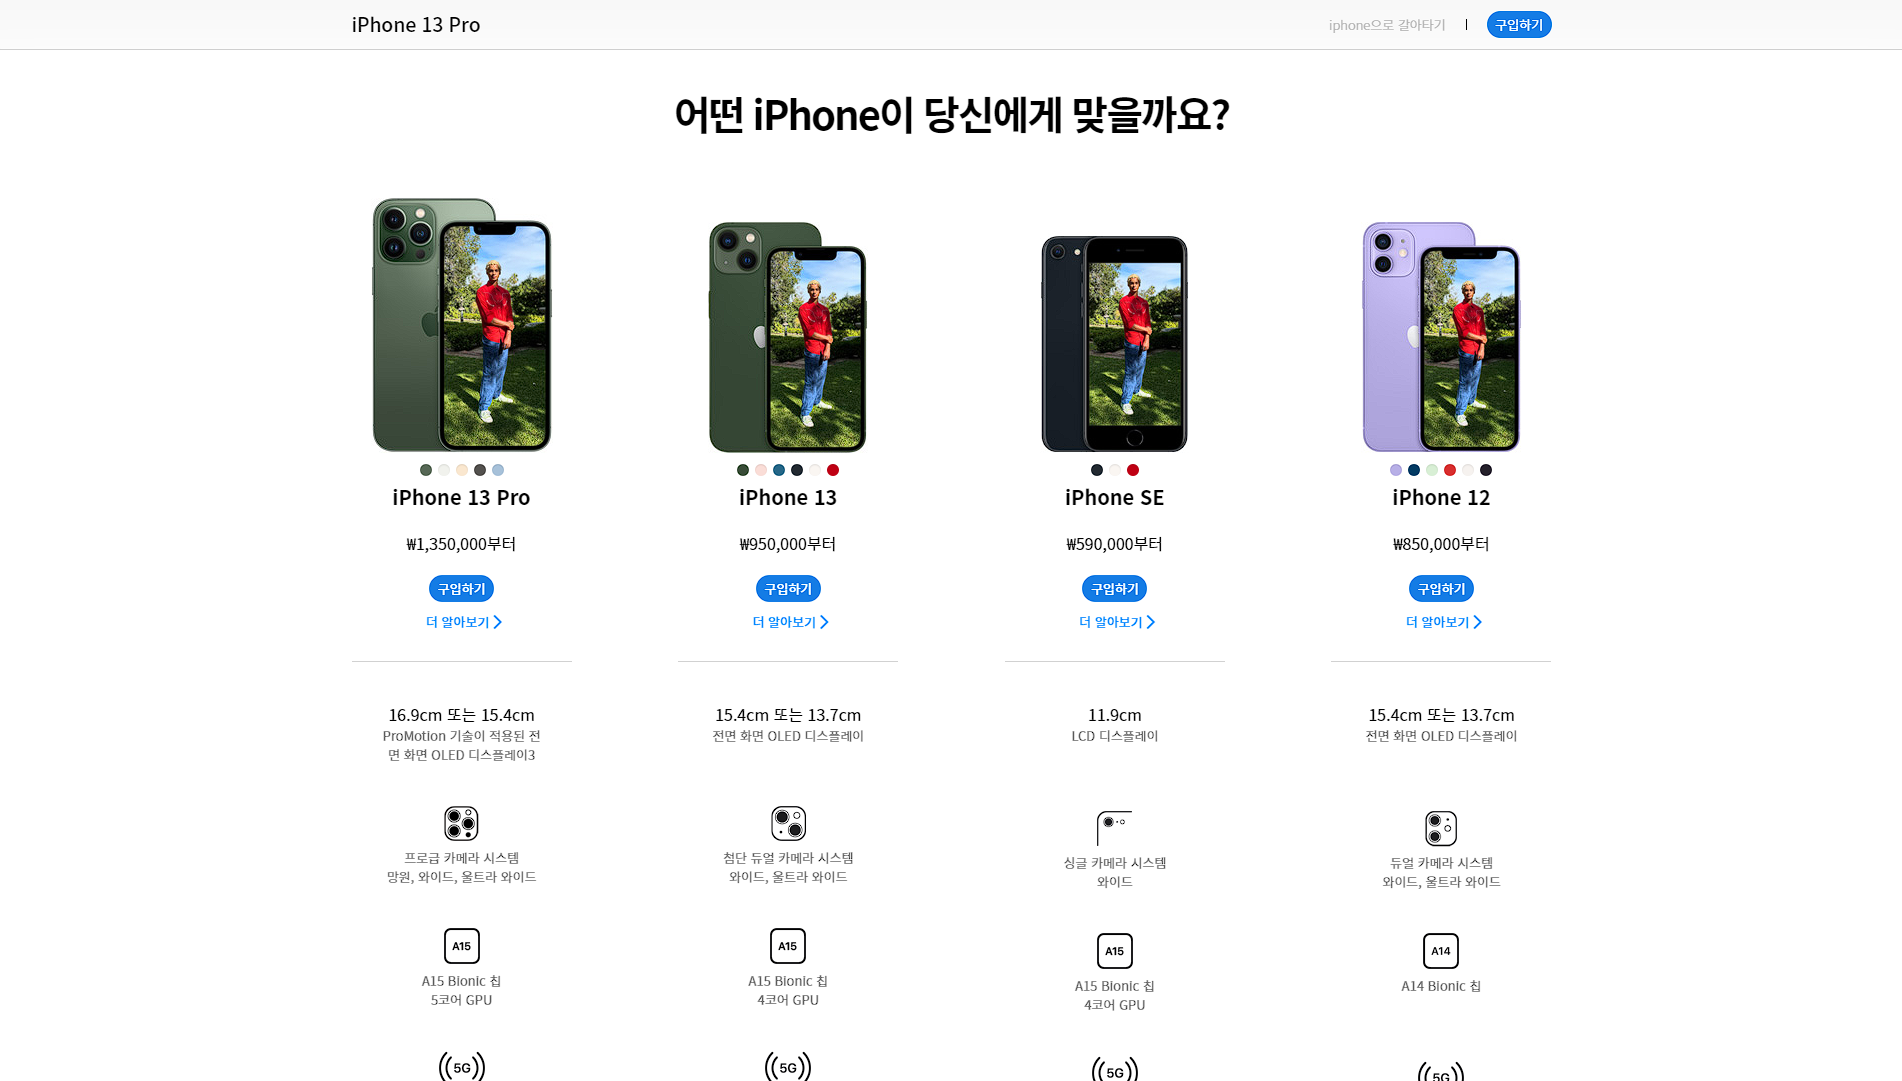 iPhone 13 Pro
iphone으로 갈아타기
구입하기
어떤 iPhone이 당신에게 맞을까요?
iPhone 13 Pro
₩1,350,000부터
구입하기
더 알아보기
16.9cm 또는 15.4cm
ProMotion 기술이 적용된 전
면 화면 OLED 디스플레이3
프로급 카메라 시스템
망원, 와이드, 울트라 와이드
A15
A15 Bionic 칩
5코어 GPU
5G
iPhone 13
₩950,000부터
구입하기
더 알아보기
15.4cm 또는 13.7cm
전면 화면 OLED 디스플레이
첨단 듀얼 카메라 시스템
와이드, 울트라 와이드
A15
A15 Bionic 칩
4코어 GPU
5G
iPhone SE
₩590,000부터
구입하기
더 알아보기
11.9cm
LCD 디스플레이
싱글 카메라 시스템
와이드
A15
A15 Bionic 칩
4코어 GPU
5G
iPhone 12
₩850,000부터
구입하기
더 알아보기
15.4cm 또는 13.7cm
전면 화면 OLED 디스플레이
듀얼 카메라 시스템
와이드, 울트라 와이드
A14
A14 Bionic 칩
5G